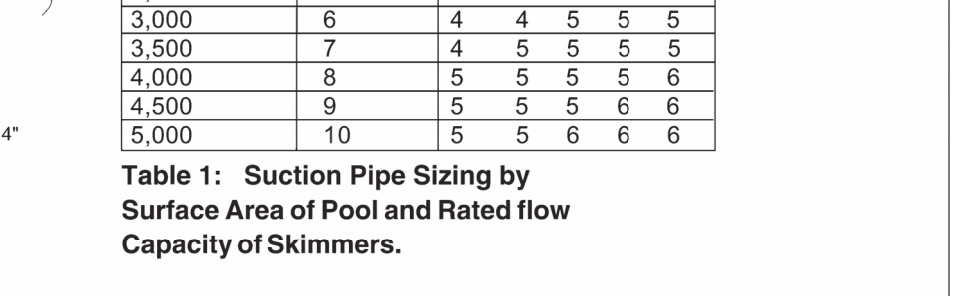 3,000 6 4 4 5 5 5
3,500 7 4 5 5 5 5
4,000 8 5 5 5 5 6
4,500 9 5 5 5 6 6
4" 5,000 10 5 5 6 6 6
Table 1: Suction Pipe Sizing by
Surface Area of Pool and Rated flow
Capacity of Skimmers.